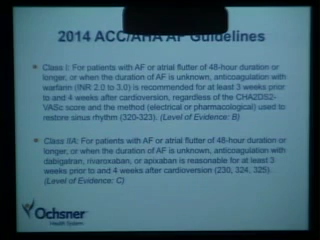 2014 ACC/AHA AF Guidelines
Class I: For patients with AF or atrial flutter of 48-hour duration or
longer, or when the duration of AF is unknown, anticoagulation with
warfarin (INR 2.0 to 3.0) is recommended for at least 3 weeks prior
to and 4 weeks after cardioversion, regardless of the CHA2DS2-
VASc score and the method (electrical or pharmacological) used to
restore sinus rhythm (320-323). (Level of Evidence: B)
Class IIA: For patients with AF or atrial flutter of 48-hour duration or
longer, or when the duration of AF is unknown, anticoagulation with
dabigatran, rivaroxaban, or apixaban is reasonable for at least 3
weeks prior to and 4 weeks after cardioversion (230, 324, 325).
(Level of Evidence: C)
Ochsner
Health System